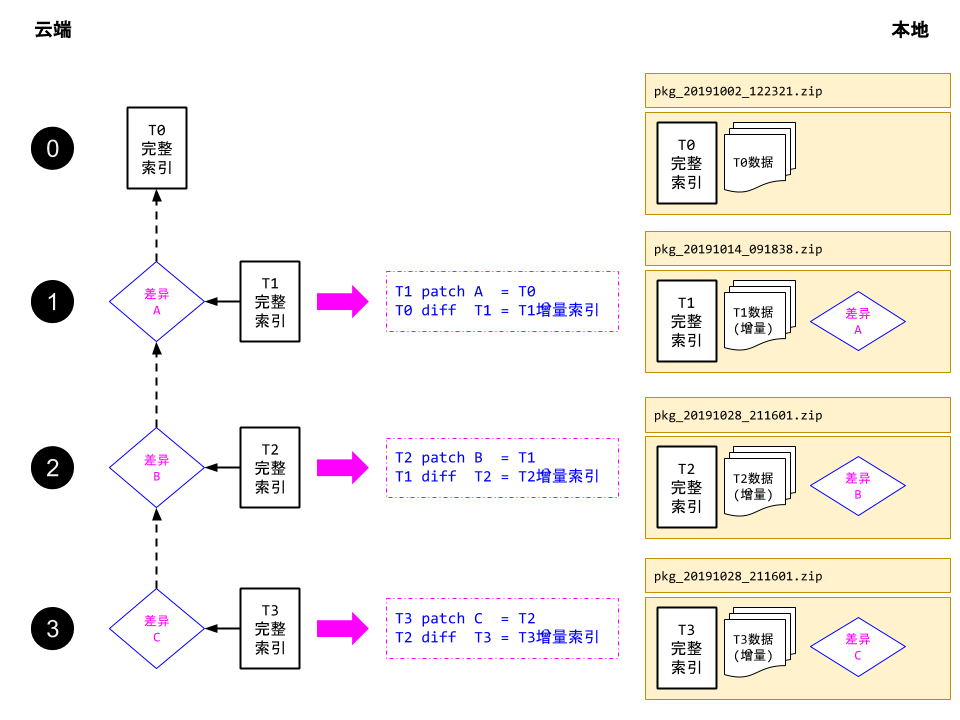 云端
本地
pkg_20191002_122321.zip
0
T0
完整
索引
T0
完整
索引
T0数据
pkg_20191014_091838.zip
1
差异
A
T1
完整
索引
T1 patch A  = T0
T0 diff  T1 = T1增量索引
T1
完整
索引
T1数据
(增量)
差异
A
pkg_20191028_211601.zip
2
差异
B
T2
完整
索引
T2 patch B  = T1
T1 diff  T2 = T2增量索引
T2
完整
索引
T2数据
(增量)
差异
B
pkg_20191028_211601.zip
3
差异
C
T3
完整
索引
T3 patch C  = T2
T2 diff  T3 = T3增量索引
T3
完整
索引
T3数据
(增量)
差异
C